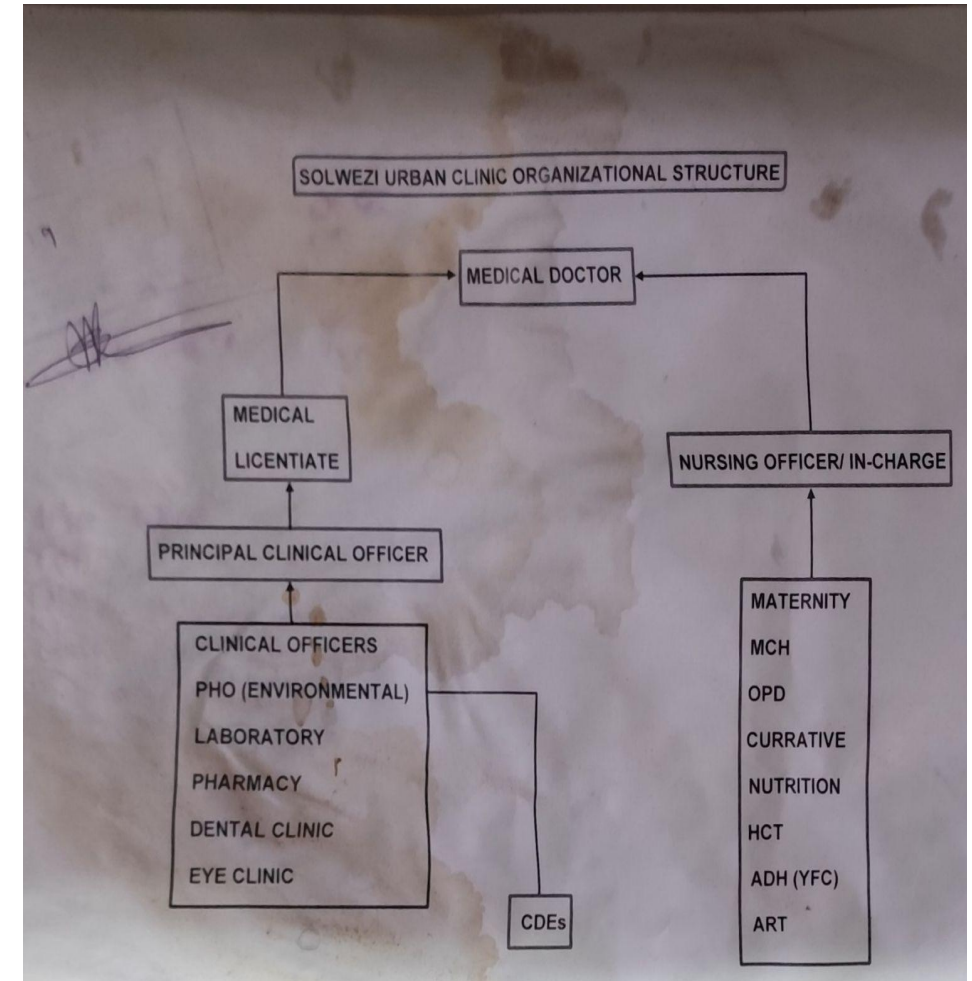 SOLWEZI URBAN CLINIC ORGANIZATIONAL STRUCTURE
MEDICAL DOCTOR
MEDICAL
LICENTIATE
NURSING OFFICER/ IN-CHARGE
PRINCIPAL CLINICAL OFFICER
CLINICAL OFFICERS
PHO (ENVIRONMENTAL)
LABORATORY
PHARMACY
DENTAL CLINIC
EYE CLINIC
CDEs
MATERNITY
MCH
OPD
CURRATIVE
NUTRITION
HCT
ADH (YFC)
ART